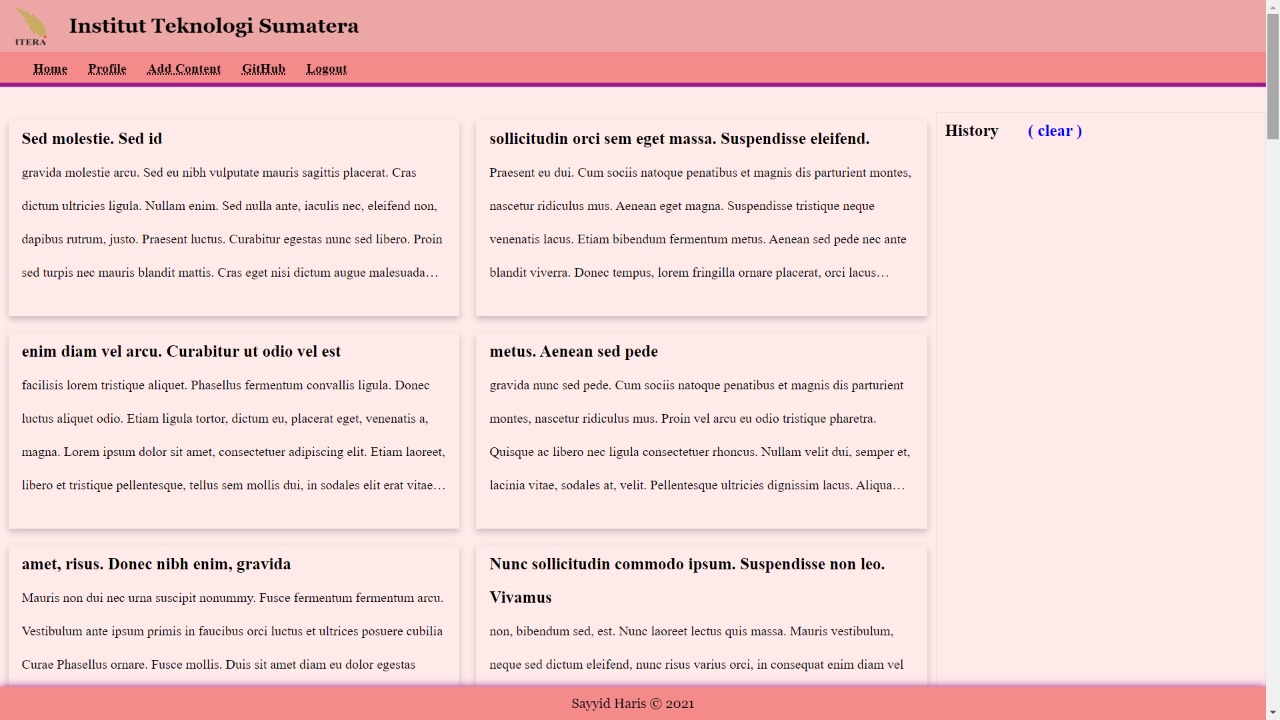 ITERA
Institut Teknologi Sumatera
Home Profile Add Content GitHub Logout
Sed molestie. Sed id
gravida molestie arcu. Sed eu nibh vulputate mauris sagittis placerat. Cras
dictum ultricies ligula. Nullam enim. Sed nulla ante, iaculis nec, eleifend non,
dapibus rutrum, justo. Praesent luctus. Curabitur egestas nunc sed libero. Proin
sed turpis nec mauris blandit mattis. Cras eget nisi dictum augue malesuada…
sollicitudin orci sem eget massa. Suspendisse eleifend.
Praesent eu dui. Cum sociis natoque penatibus et magnis dis parturient montes,
nascetur ridiculus mus. Aenean eget magna. Suspendisse tristique neque
venenatis lacus. Etiam bibendum fermentum metus. Aenean sed pede nec ante
blandit viverra. Donec tempus, lorem fringilla ornare placerat, orci lacus…
History ( clear )
enim diam vel arcu. Curabitur ut odio vel est
facilisis lorem tristique aliquet. Phasellus fermentum convallis ligula. Donec
luctus aliquet odio. Etiam ligula tortor, dictum eu, placerat eget, venenatis a,
magna. Lorem ipsum dolor sit amet, consectetuer adipiscing elit. Etiam laoreet,
libero et tristique pellentesque, tellus sem mollis dui, in sodales elit erat vitae…
metus. Aenean sed pede
gravida nunc sed pede. Cum sociis natoque penatibus et magnis dis parturient
montes, nascetur ridiculus mus. Proin vel arcu eu odio tristique pharetra.
Quisque ac libero nec ligula consectetuer rhoncus. Nullam velit dui, semper et,
lacinia vitae, sodales at, velit. Pellentesque ultricies dignissim lacus. Aliqua…
amet, risus. Donec nibh enim, gravida
Mauris non dui nec urna suscipit nonummy. Fusce fermentum fermentum arcu.
Vestibulum ante ipsum primis in faucibus orci luctus et ultrices posuere cubilia
Curae Phasellus ornare. Fusce mollis. Duis sit amet diam eu dolor egestas
Nunc sollicitudin commodo ipsum. Suspendisse non leo.
Vivamus
non, bibendum sed, est. Nunc laoreet lectus quis massa. Mauris vestibulum,
neque sed dictum eleifend, nunc risus varius orci, in consequat enim diam vel
Sayyid Haris © 2021